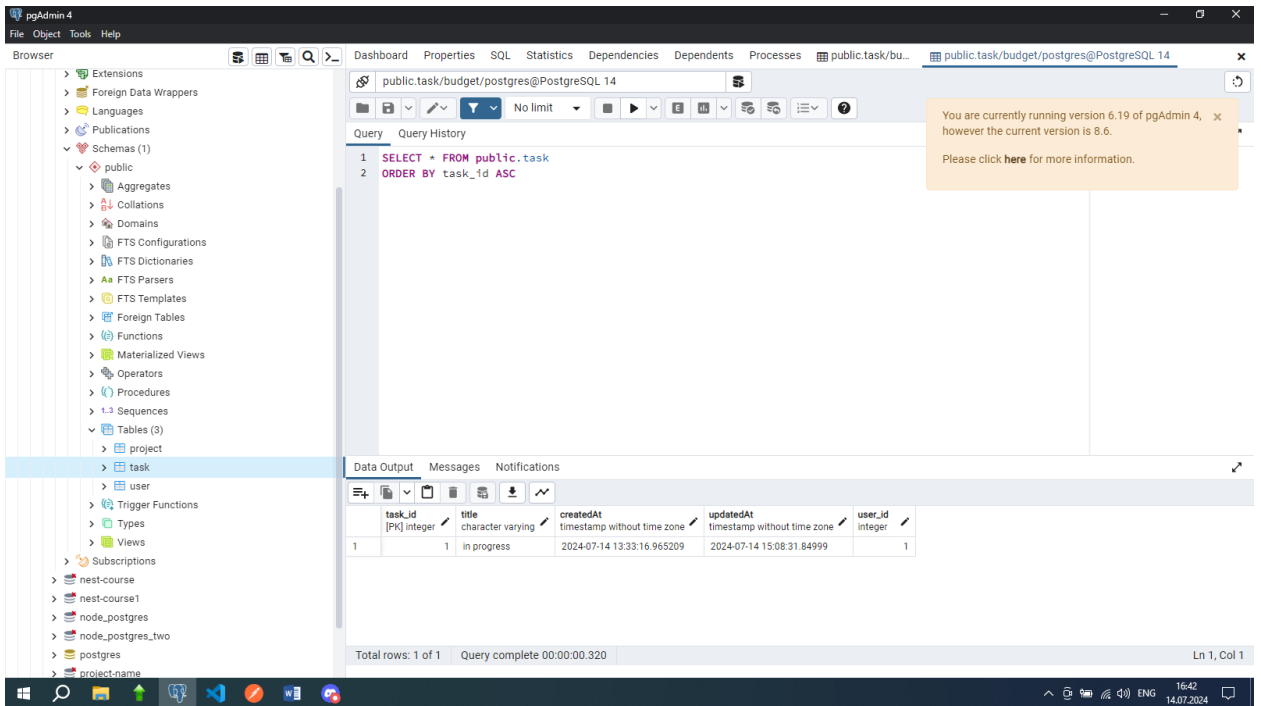 pgAdmin 4
File Object Tools Help
Browser
Dashboard Properties SQL Statistics Dependencies Dependents Processes public.task/bu... public.task/budget/postgres@PostgreSQL 14
Extensions
Foreign Data Wrappers
Languages
Publications
Schemas (1)
public
Aggregates
Collations
Domains
FTS Configurations
FTS Dictionaries
Aa FTS Parsers
FTS Templates
Foreign Tables
Functions
Materialized Views
Operators
Procedures
1..3 Sequences
Tables (3)
project
task
user
Trigger Functions
Types
Views
Subscriptions
nest-course
nest-course1
node_postgres
node_postgres_two
postgres
project-name
public.task/budget/postgres@PostgreSQL 14
No limit
E
Query Query History
1 SELECT * FROM public.task
2 ORDER BY task_id ASC
You are currently running version 6.19 of pgAdmin 4,
however the current version is 8.6.
Please click here for more information.
Data Output Messages Notifications
task_id title createdAt updatedAt user_id
[PK] integer character varying timestamp without time zone timestamp without time zone integer
1 1 in progress 2024-07-14 13:33:16.965209 2024-07-14 15:08:31.84999 1
Total rows: 1 of 1 Query complete 00:00:00.320 Ln 1, Col 1
ENG 16:42
14.07.2024